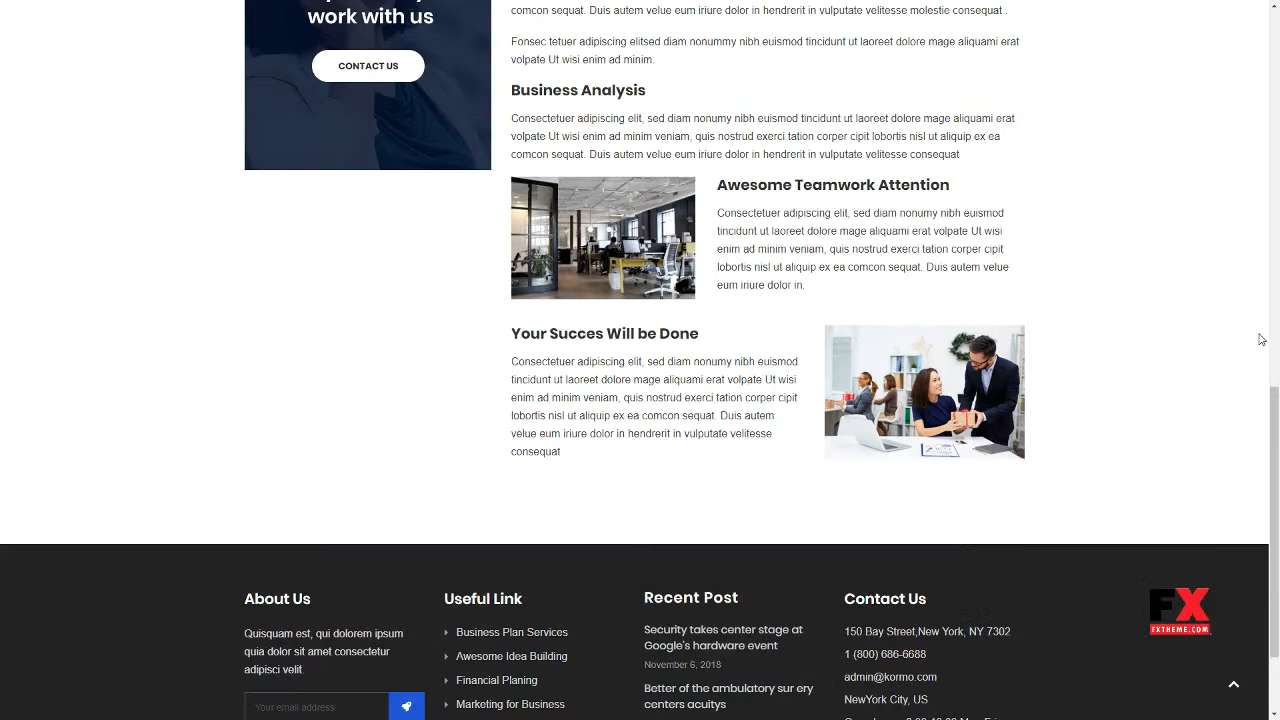 work with us
CONTACT US
comcon sequat. Duis autem velue eum iriure dolor in hendrerit in vulputate velitesse molestie consequat .
Fonsec tetuer adipiscing elitsed diam nonummy nibh euismod tincidunt ut laoreet dolore mage aliquami erat
volpate Ut wisi enim ad minim.
Business Analysis
Consectetuer adipiscing elit, sed diam nonumy nibh euismod tincidunt ut laoreet dolore mage aliquami erat
volpate Ut wisi enim ad minim veniam, quis nostrud exerci tation corper cipit lobortis nisl ut aliquip ex ea
comcon sequat. Duis autem velue eum iriure dolor in hendrerit in vulputate velitesse consequat
Awesome Teamwork Attention
Consectetuer adipiscing elit, sed diam nonumy nibh euismod
tincidunt ut laoreet dolore mage aliquami erat volpate Ut wisi
enim ad minim veniam, quis nostrud exerci tation corper cipit
lobortis nisl ut aliquip ex ea comcon sequat. Duis autem velue
eum iriure dolor in.
Your Succes Will be Done
Consectetuer adipiscing elit, sed diam nonumy nibh euismod
tincidunt ut laoreet dolore mage aliquami erat volpate Ut wisi
enim ad minim veniam, quis nostrud exerci tation corper cipit
lobortis nisl ut aliquip ex ea comcon sequat. Duis autem
velue eum iriure dolor in hendrerit in vulputate velitesse
consequat
About Us
Quisquam est, qui dolorem ipsum
quia dolor sit amet consectetur
adipisci velit.
Your email address
Useful Link
Business Plan Services
Awesome Idea Building
Financial Planing
Marketing for Business
Recent Post
Security takes center stage at
Google's hardware event
November 6, 2018
Better of the ambulatory sur ery
centers acuitys
Contact Us
150 Bay Street,New York, NY 7302
1 (800) 686-6688
admin@kormo.com
NewYork City, US
FX
FXTHEME.COM